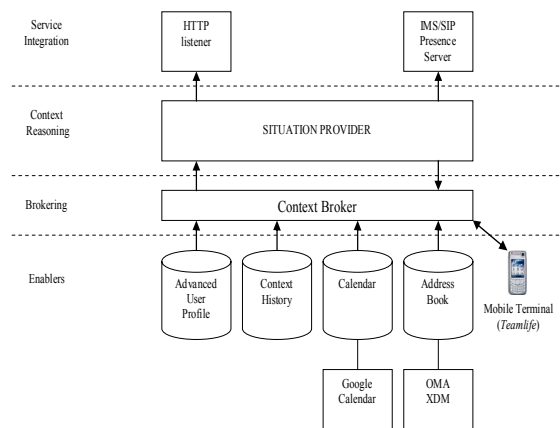 Service
Integration
HTTP
listener
IMS/SIP
Presence
Server
Context
Reasoning
SITUATION PROVIDER
Brokering
Context Broker
Enablers
Advanced
User
Profile
Context
History
Calendar
Address
Book
Mobile Terminal
(Teamlife)
Google
Calendar
OMA
XDM